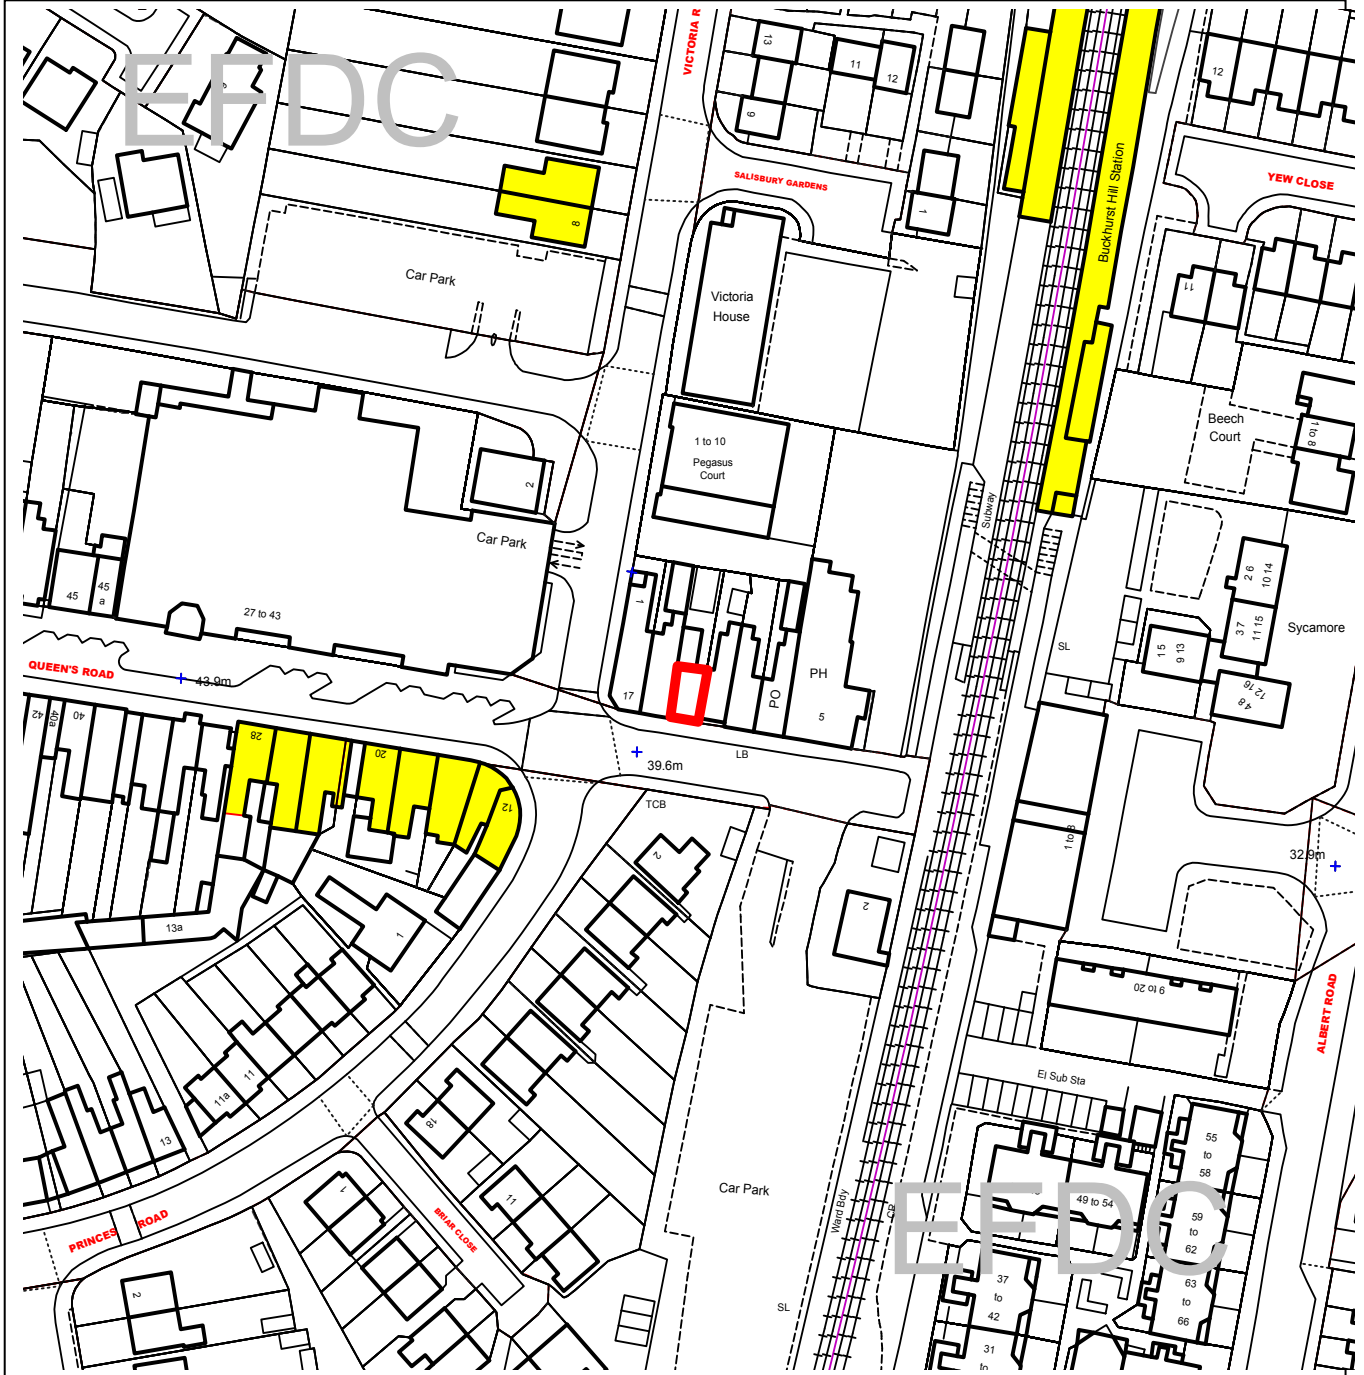 EFDC
VICTORIA R
13
11
12
9
12
SALISBURY GARDENS
YEW CLOSE
Buckhurst Hill Station
8
1
Car Park
Victoria
House
11
1 to 10
Pegasus
Court
Beech
Court
1 to 8
2
Car Park
Subway
45
45
a
27 to 43
1
2 6
10 14
3 7
11 15
1 5
9 13
Sycamore
4 8
12 16
SL
QUEEN'S ROAD
43.9m
17
PO
PH
5
42
40a
40
28
20
12
39.6m
LB
TCB
2
1 to 8
32.9m
2
13a
1
9 to 20
ALBERT ROAD
11
11a
13
18
El Sub Sta
55
to
58
11
1
Car Park
49 to 54
59
to
62
PRINCES ROAD
BRIAR CLOSE
Ward Bdy
CR
EFDC
2
SL
37
to
42
63
to
66
31
to